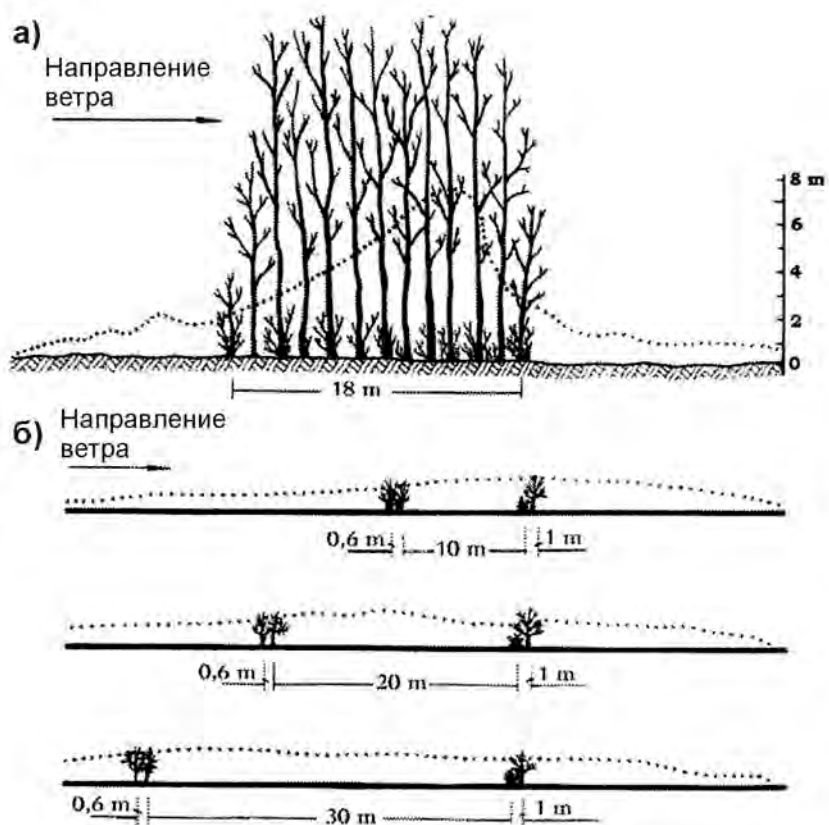 а)
Направление
ветра
8 m
6
4
2
0
18 m
б)
Направление
ветра
0,6 m
10 m
1 m
0,6 m
20 m
1 m
0,6 m
30 m
1 m